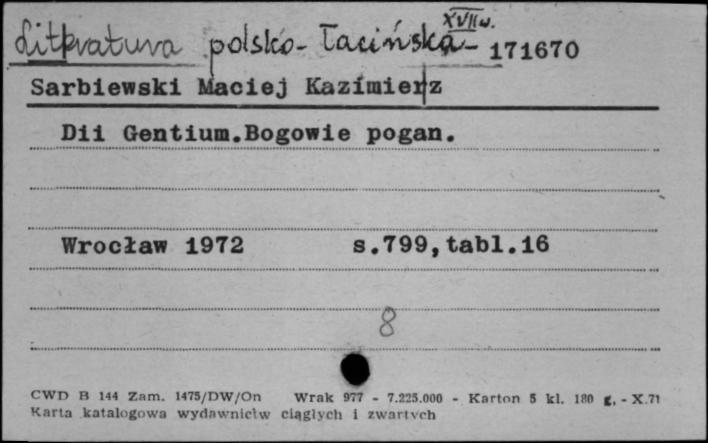 XVII w.
Literatura polsko-łacińska- 171670
Sarbiewski Maciej Kazimierz
Dii Gentium.Bogowie pogan.
Wrocław 1972 s.799,tabl.16
8
CWD B 144 Zam. 1475/DW/On Wrak 977 - 7.225.000 - Karton 5 kl. 180 g. - X.71
Karta katalogowa wydawnictw ciągłych i zwartych